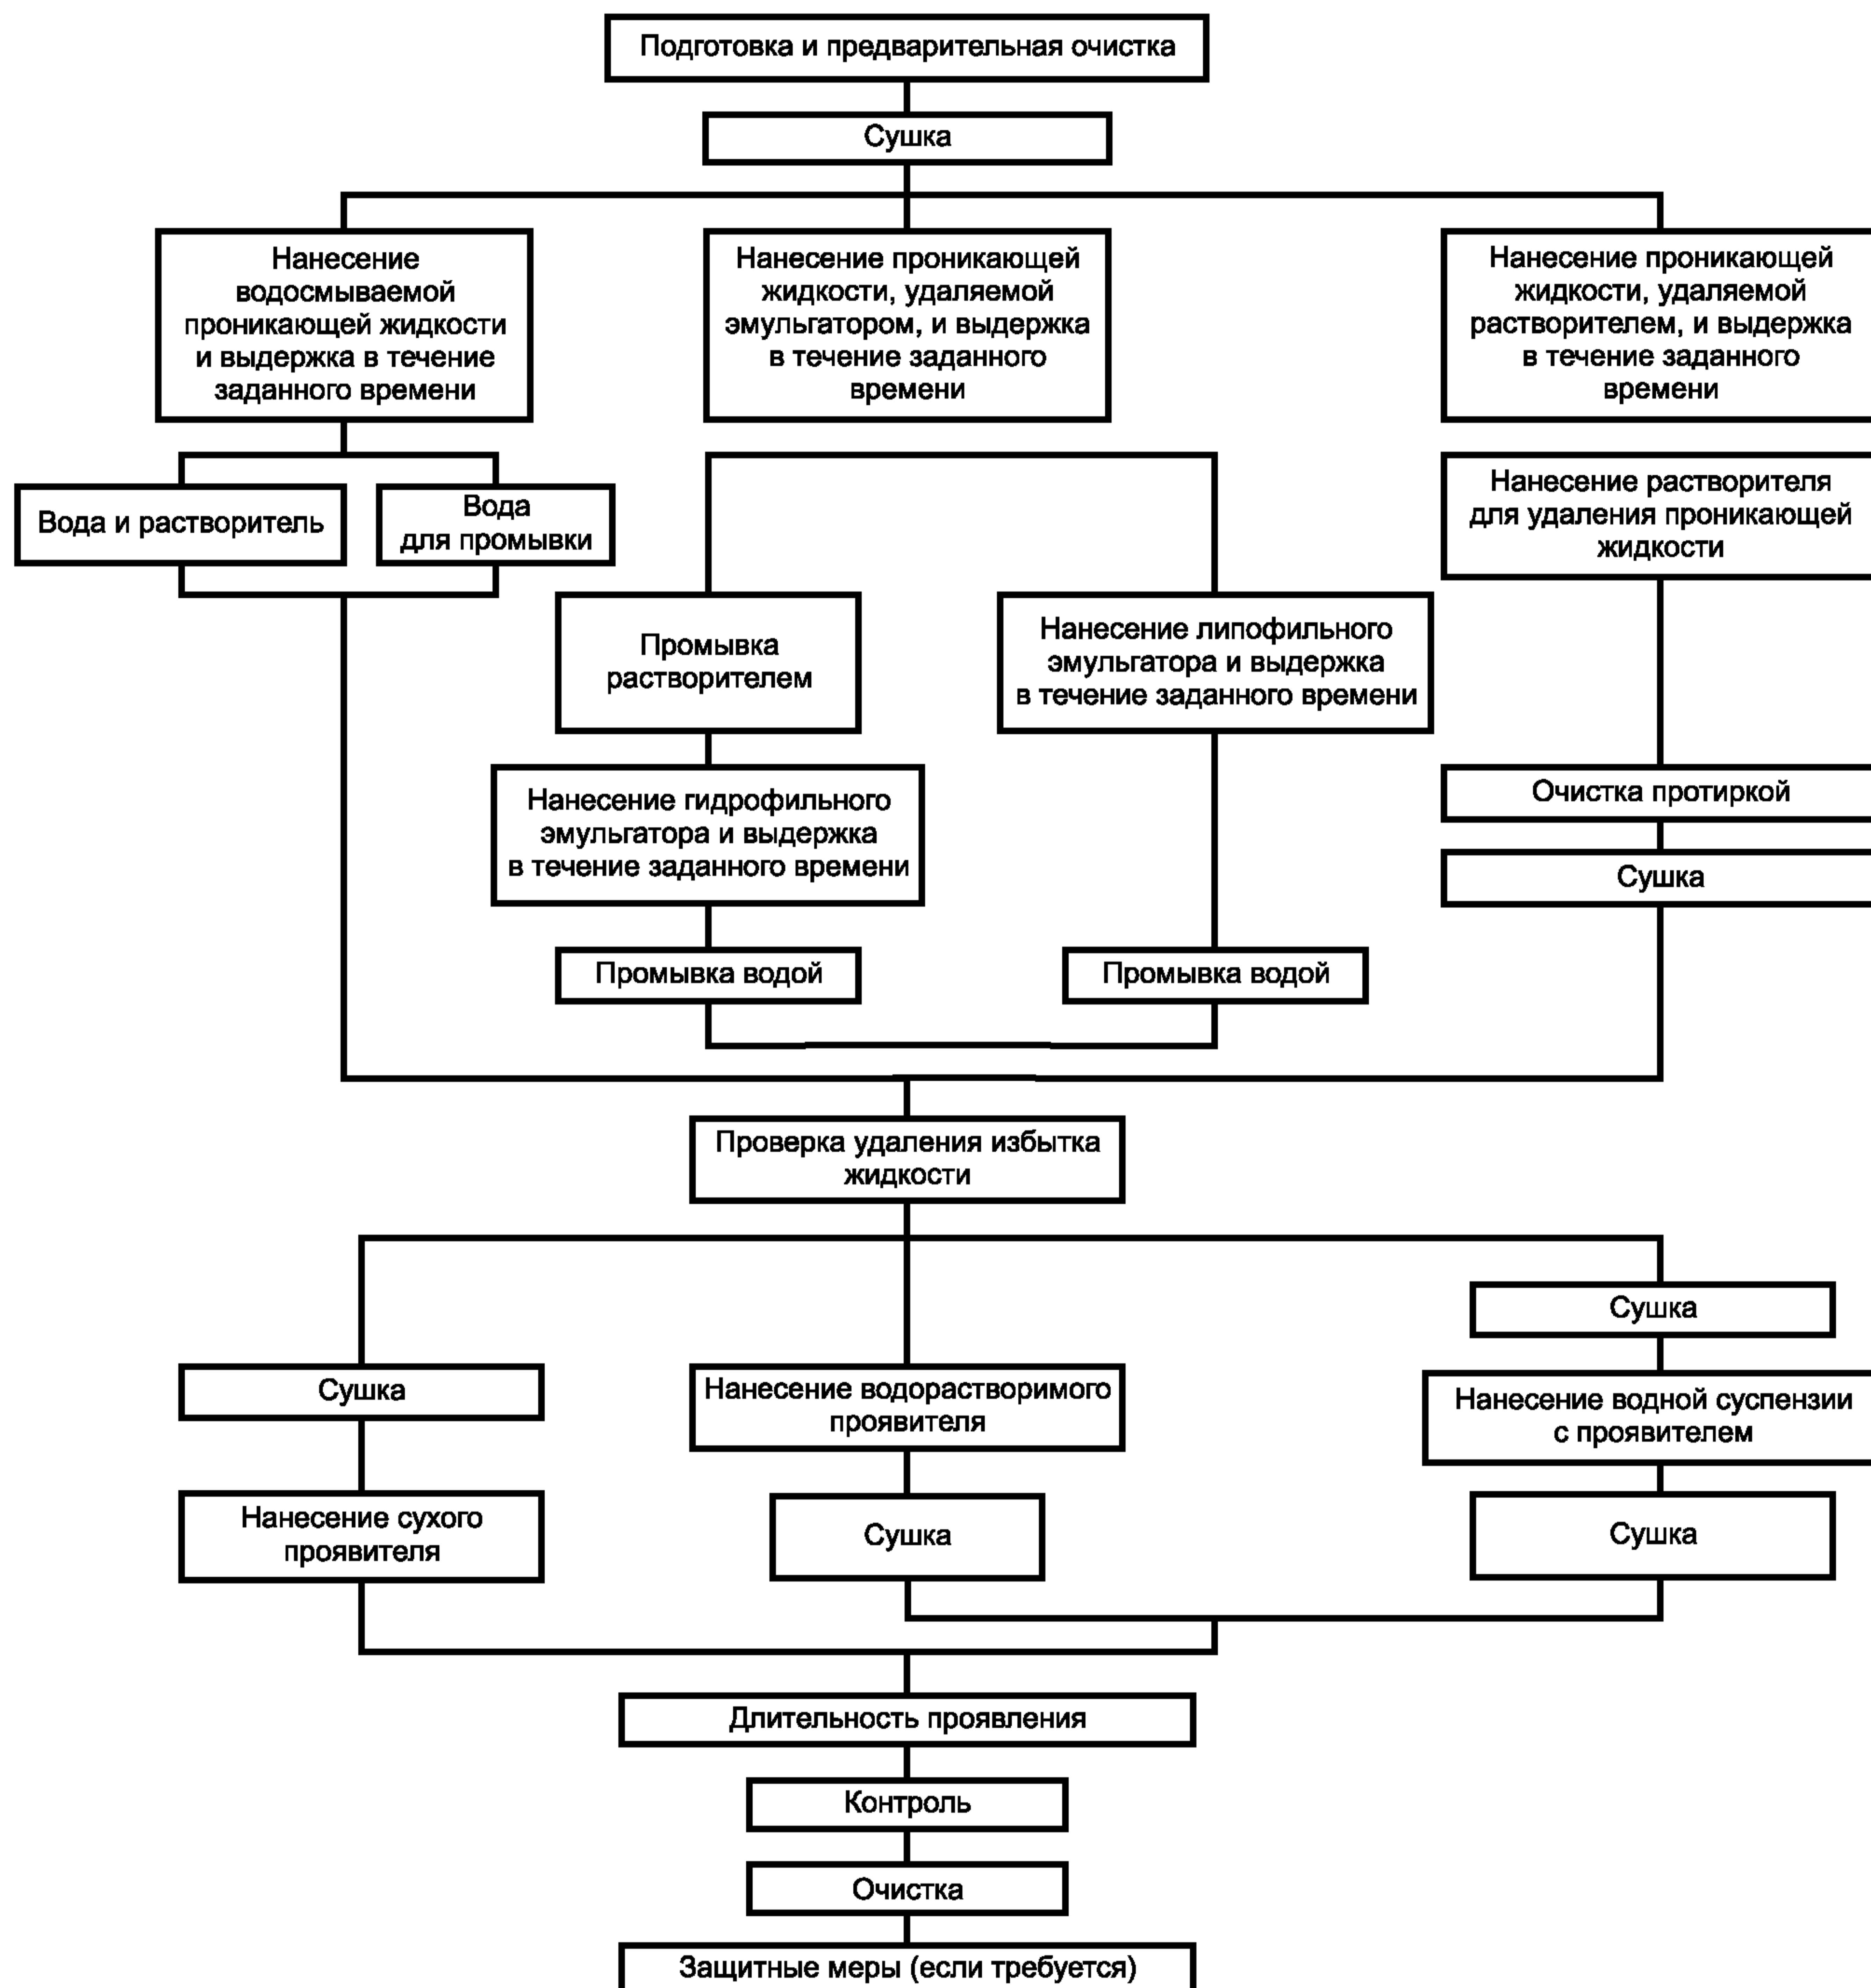 Подготовка и предварительная очистка
Сушка
Нанесение
водосмываемой
проникающей жидкости
и выдержка в течение
заданного времени
Нанесение проникающей
жидкости, удаляемой
эмульгатором, и выдержка
в течение заданного
времени
Нанесение проникающей
жидкости, удаляемой
растворителем, и выдержка
в течение заданного
времени
Вода и растворитель
Вода
для промывки
Нанесение растворителя
для удаления проникающей
жидкости
Промывка
растворителем
Нанесение липофильного
эмульгатора и выдержка
в течение заданного времени
Нанесение гидрофильного
эмульгатора и выдержка
в течение заданного времени
Очистка протиркой
Сушка
Промывка водой
Промывка водой
Проверка удаления избытка
жидкости
Сушка
Сушка
Нанесение водорастворимого
проявителя
Нанесение водной суспензии
с проявителем
Нанесение сухого
проявителя
Сушка
Сушка
Длительность проявления
Контроль
Очистка
Защитные меры (если требуется)